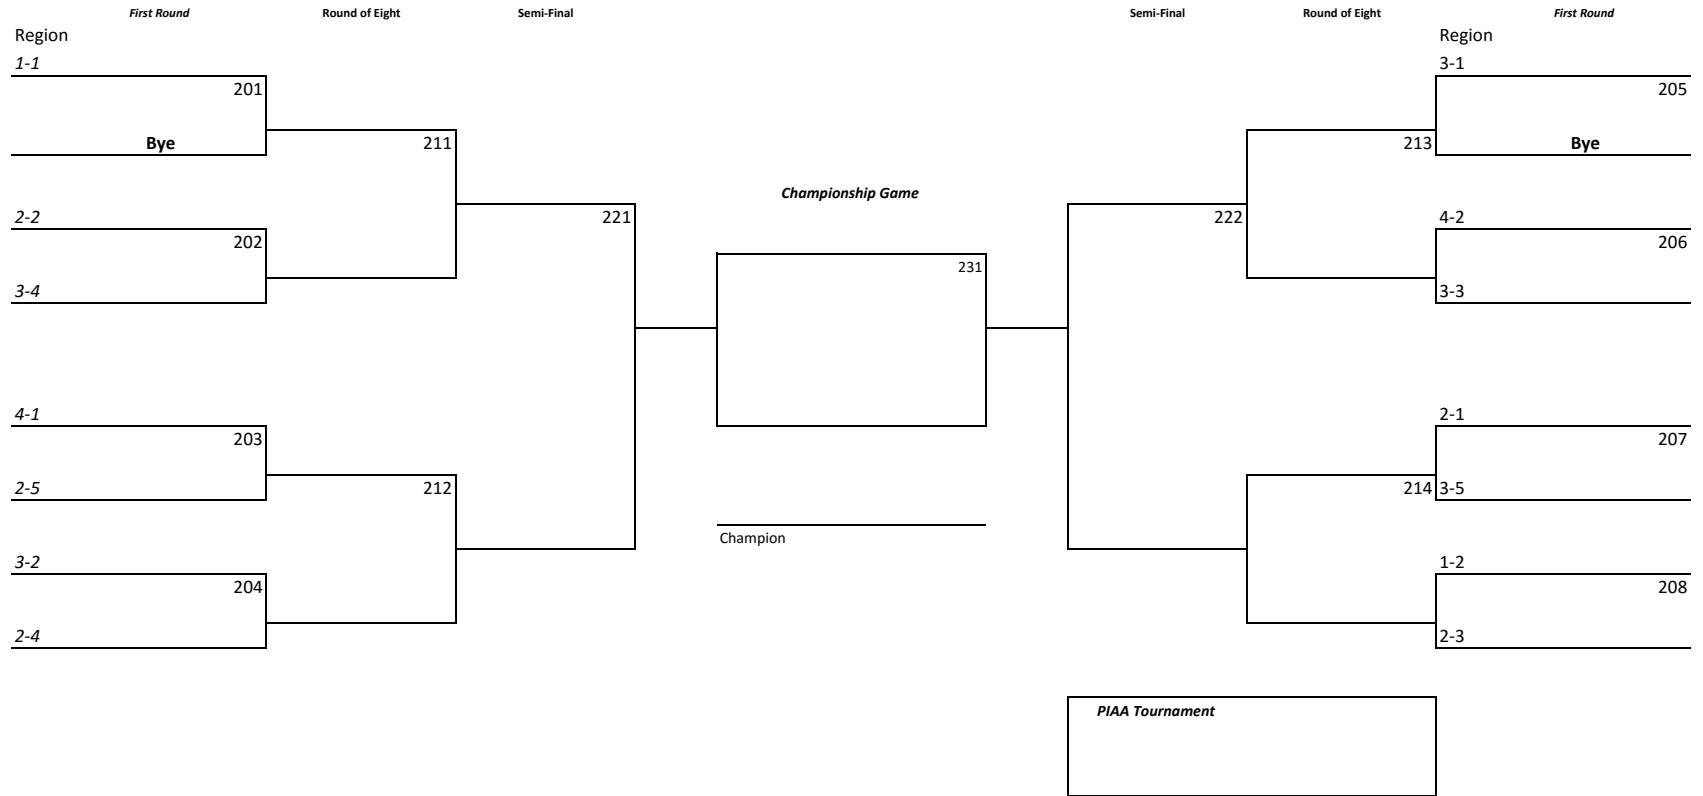 First Round Round of Eight Semi-Final Semi-Final Round of Eight First Round
Region Region
1-1 3-1
201 205
Bye 211 213 Bye
Championship Game
2-2 221 222 4-2
202 206
231
3-4 3-3
4-1 2-1
203 207
2-5 212 214 3-5
Champion
3-2 1-2
204 208
2-4 2-3
PIAA Tournament